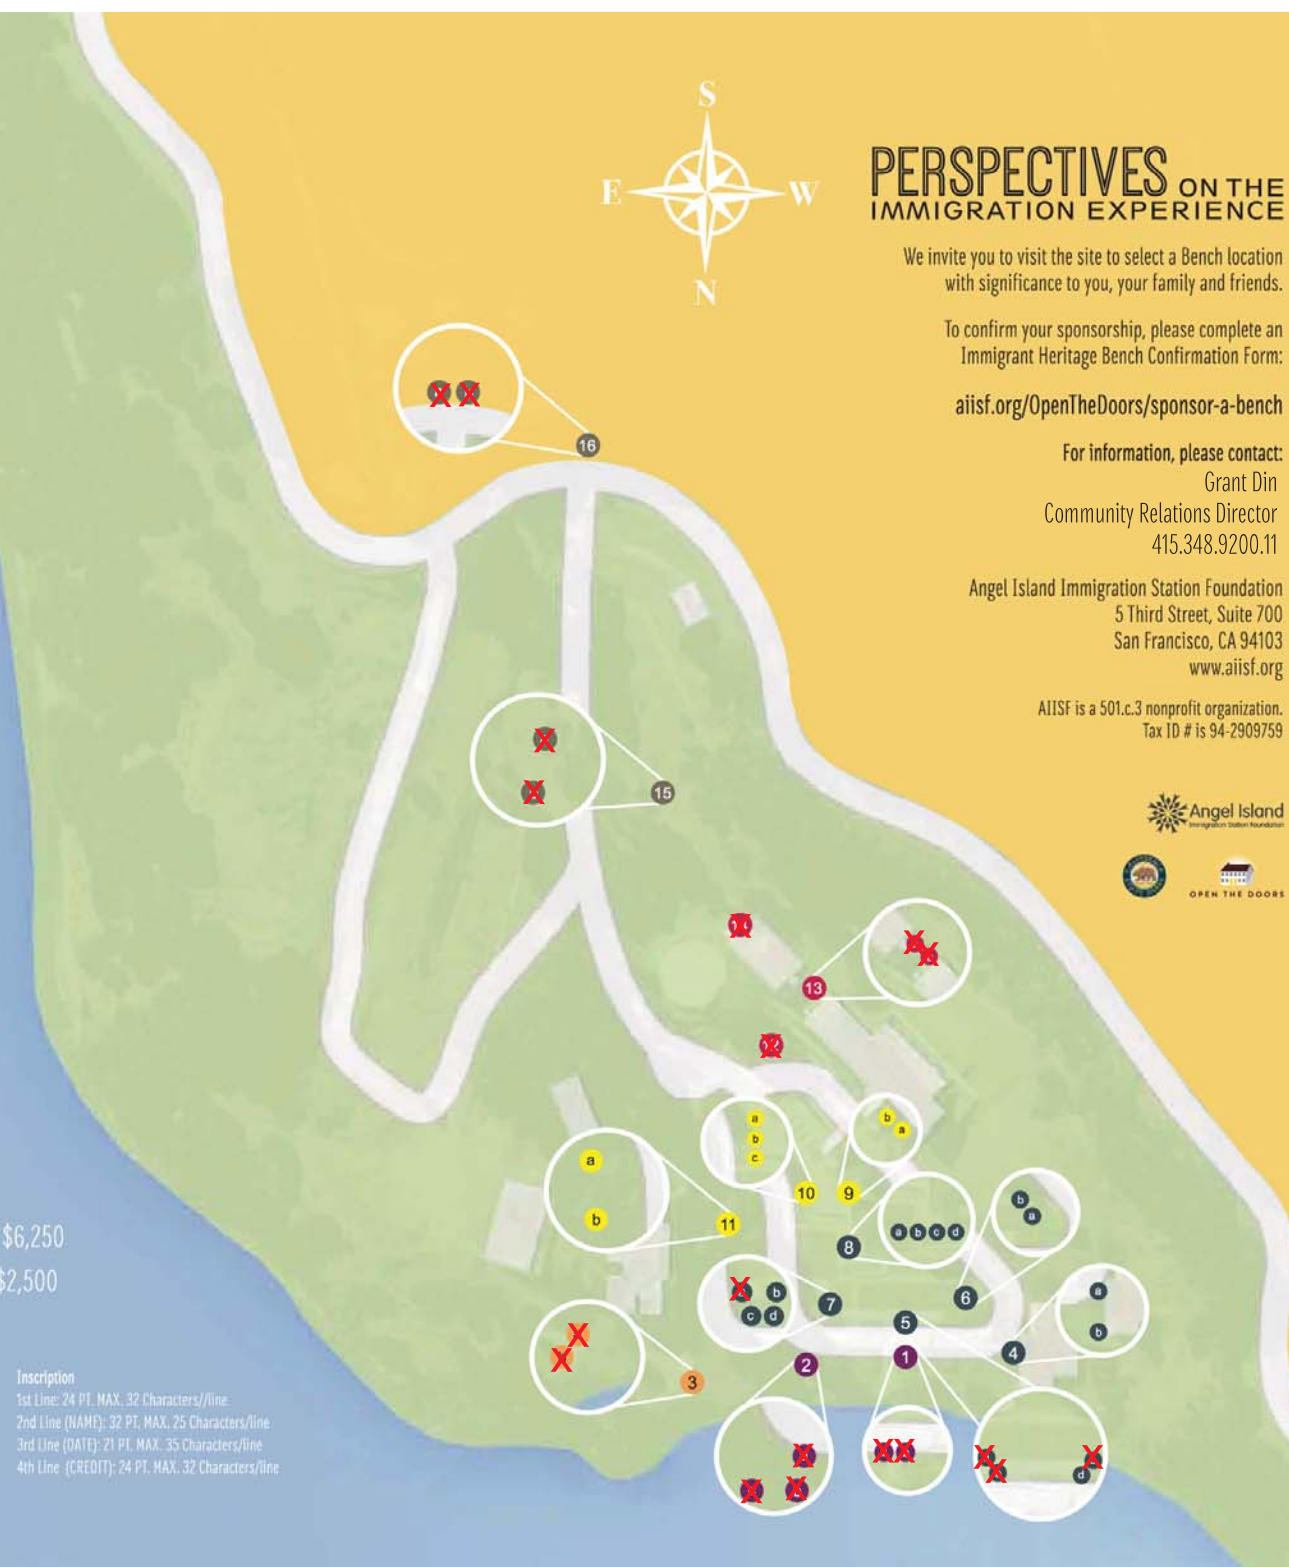 S
E
W
N
PERSPECTIVES ON THE
IMMIGRATION EXPERIENCE
We invite you to visit the site to select a Bench location
with significance to you, your family and friends.
To confirm your sponsorship, please complete an
Immigrant Heritage Bench Confirmation Form:
aiisf.org/OpenTheDoors/sponsor-a-bench
For information, please contact:
Grant Din
Community Relations Director
415.348.9200.11
Angel Island Immigration Station Foundation
5 Third Street, Suite 700
San Francisco, CA 94103
www.aiisf.org
AIISF is a 501.c.3 nonprofit organization.
Tax ID # is 94-2909759
Angel Island
Immigration Station Foundation
OPEN THE DOORS
X X
16
X
X
15
X
X X
13
X
a
b
c
b
a
10
9
a
b
11
b
a
a b c d
8
6
X b
c d
7
5
a
b
4
X
X
3
2
1
X
X X
X X
X
X
X
d
$6,250
$2,500
Inscription
1st Line: 24 PT. MAX. 32 Characters//line
2nd Line (NAME): 32 PT. MAX. 25 Characters/line
3rd Line (DATE): 21 PT. MAX. 35 Characters/line
4th Line (CREDIT): 24 PT. MAX. 32 Characters/line